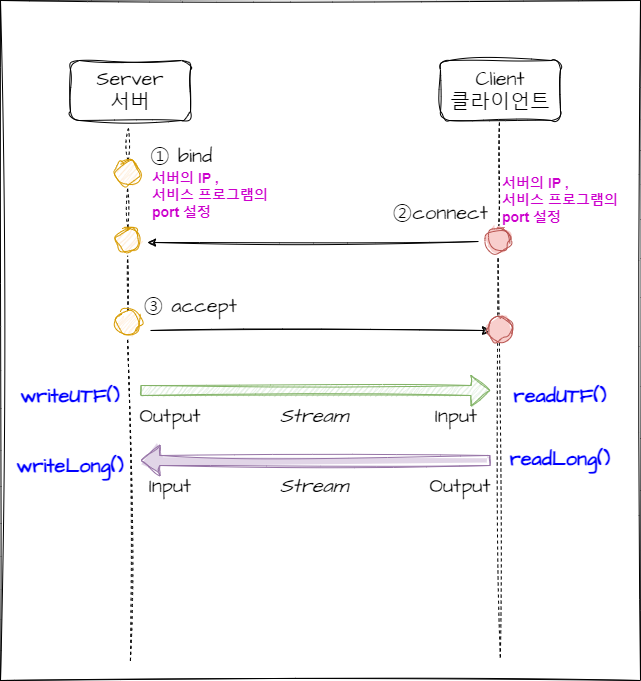 Server
서버
Client
클라이언트
① bind
서버의 IP ,
서비스 프로그램의
port 설정
서버의 IP ,
서비스 프로그램의
port 설정
②connect
③ accept
writeUTF()
readUTF()
Output
Stream
Input
writeLong()
readLong()
Input
Stream
Output